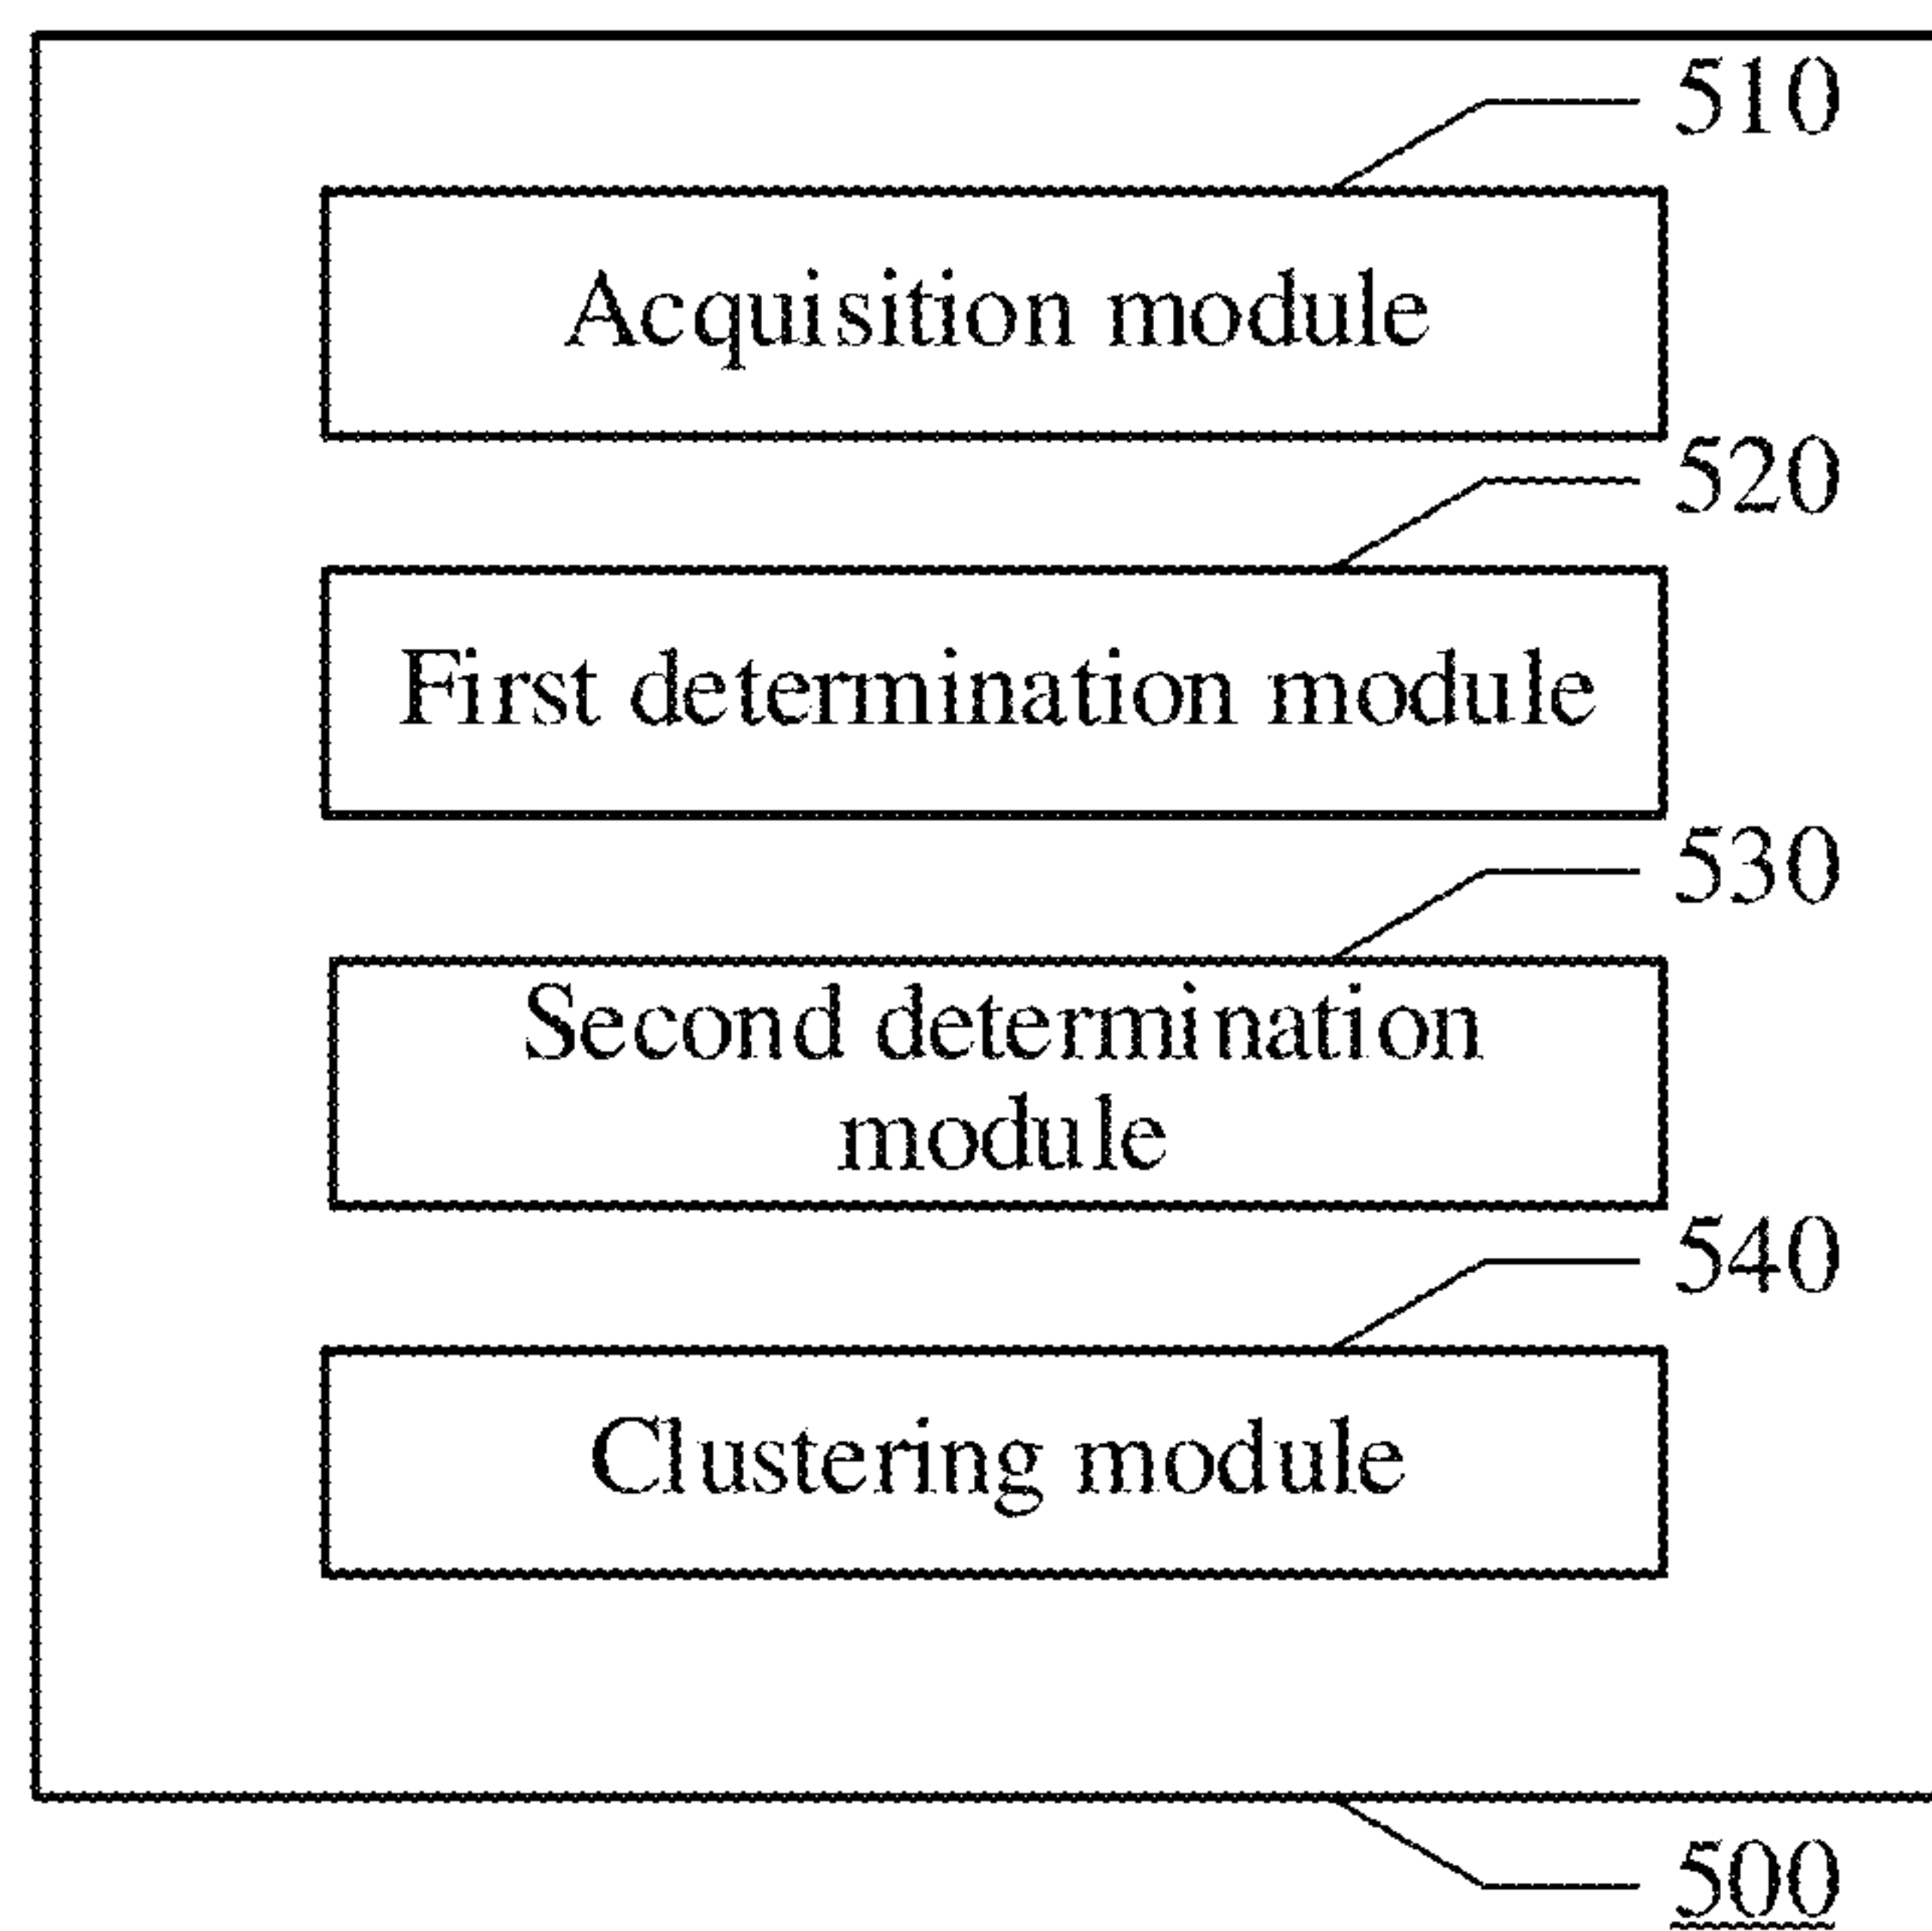 510
Acquisition module
520
First determination module
530
Second determination
module
540
Clustering module
500